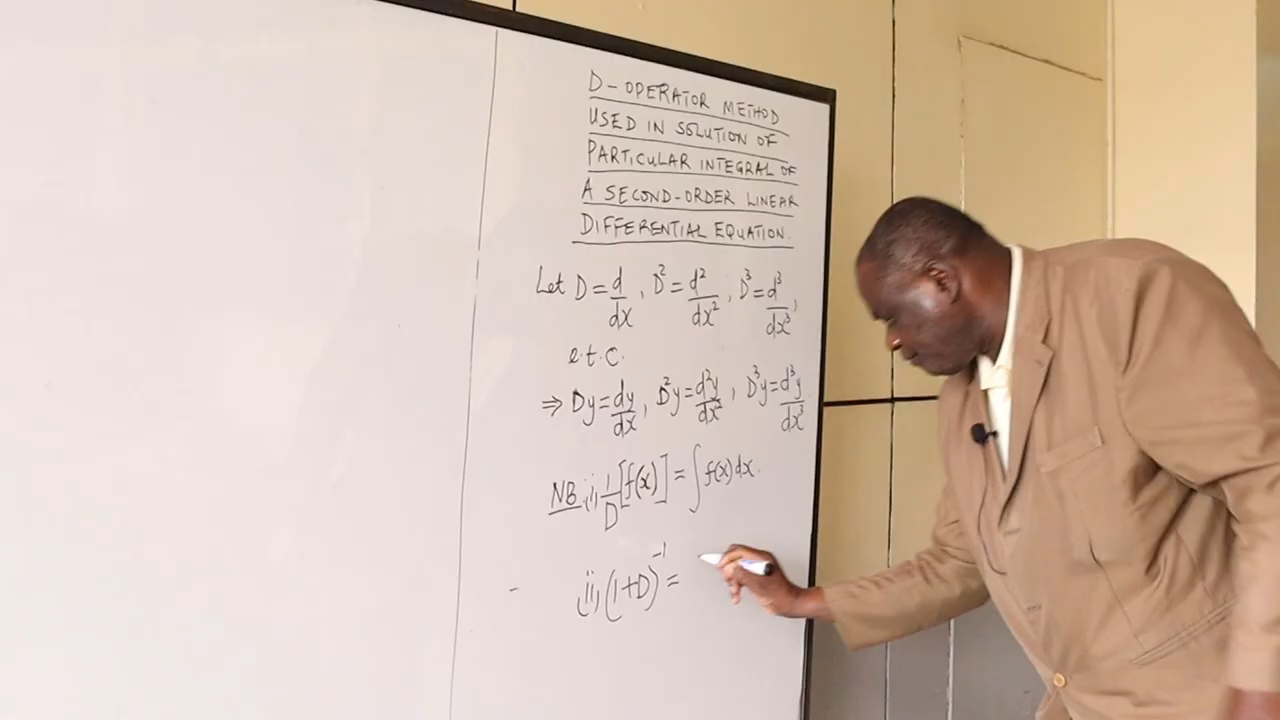 D-OPERATOR METHOD
USED IN SOLUTION OF
PARTICULAR INTEGRAL OF
A SECOND-ORDER LINEAR
DIFFERENTIAL EQUATION.
Let D = d/dx, D² = d²/dx², D³ = d³/dx³,
e.t.c.
⇒ Dy = dy/dx, D²y = d²y/dx², D³y = d³y/dx³
NB i, 1/D [f(x)] = ∫ f(x) dx.
ii, (1+D)⁻¹ =